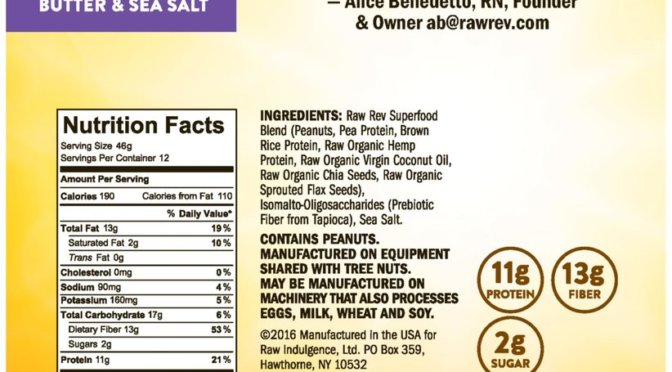 BUTTER & SEA SALT
— Alice Benedetto, RN, Founder
& Owner ab@rawrev.com
Nutrition Facts
Serving Size 46g
Servings Per Container 12
Amount Per Serving
Calories 190 Calories from Fat 110
% Daily Value*
Total Fat 13g 19%
Saturated Fat 2g 10%
Trans Fat 0g
Cholesterol 0mg 0%
Sodium 90mg 4%
Potassium 160mg 5%
Total Carbohydrate 17g 6%
Dietary Fiber 13g 53%
Sugars 2g
Protein 11g 21%
INGREDIENTS: Raw Rev Superfood
Blend (Peanuts, Pea Protein, Brown
Rice Protein, Raw Organic Hemp
Protein, Raw Organic Virgin Coconut Oil,
Raw Organic Chia Seeds, Raw Organic
Sprouted Flax Seeds),
Isomalto-Oligosaccharides (Prebiotic
Fiber from Tapioca), Sea Salt.
CONTAINS PEANUTS.
MANUFACTURED ON EQUIPMENT
SHARED WITH TREE NUTS.
MAY BE MANUFACTURED ON
MACHINERY THAT ALSO PROCESSES
EGGS, MILK, WHEAT AND SOY.
©2016 Manufactured in the USA for
Raw Indulgence, Ltd. PO Box 359,
Hawthorne, NY 10532
11g
PROTEIN
13g
FIBER
2g
SUGAR